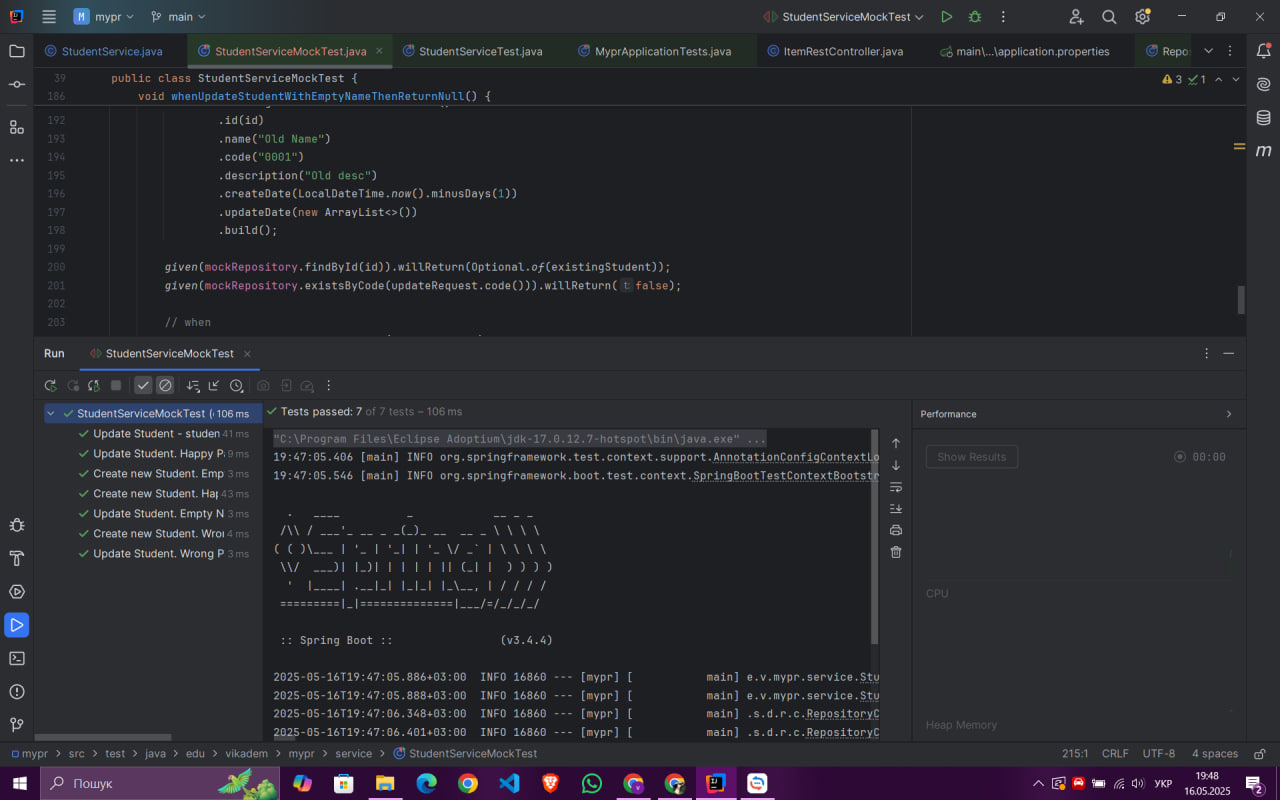 M mypr main StudentServiceMockTest
StudentService.java StudentServiceMockTest.java StudentServiceTest.java MyprApplicationTests.java ItemRestController.java main\...\application.properties Repo
39 public class StudentServiceMockTest { 3 1
186 void whenUpdateStudentWithEmptyNameThenReturnNull() {
192 .id(id)
193 .name("Old Name")
194 .code("0001")
195 .description("Old desc")
196 .createDate(LocalDateTime.now().minusDays(1))
197 .updateDate(new ArrayList<>())
198 .build();
199
200 given(mockRepository.findById(id)).willReturn(Optional.of(existingStudent));
201 given(mockRepository.existsByCode(updateRequest.code())).willReturn( t: false);
202
203 // when
Run StudentServiceMockTest
StudentServiceMockTest ( 106 ms
Update Student - studen 41 ms
Update Student. Happy P 9 ms
Create new Student. Emp 3 ms
Create new Student. Hap 43 ms
Update Student. Empty N 3 ms
Create new Student. Wro 4 ms
Update Student. Wrong P 3 ms
Tests passed: 7 of 7 tests – 106 ms
"C:\Program Files\Eclipse Adoptium\jdk-17.0.12.7-hotspot\bin\java.exe" ...
19:47:05.406 [main] INFO org.springframework.test.context.support.AnnotationConfigContextLo
19:47:05.546 [main] INFO org.springframework.boot.test.context.SpringBootTestContextBootstr
:: Spring Boot :: (v3.4.4)
2025-05-16T19:47:05.886+03:00 INFO 16860 --- [mypr] [ main] e.v.mypr.service.Stu
2025-05-16T19:47:05.888+03:00 INFO 16860 --- [mypr] [ main] e.v.mypr.service.Stu
2025-05-16T19:47:06.348+03:00 INFO 16860 --- [mypr] [ main] .s.d.r.c.RepositoryC
2025-05-16T19:47:06.401+03:00 INFO 16860 --- [mypr] [ main] .s.d.r.c.RepositoryC
Performance
Show Results 00:00
CPU
Heap Memory
mypr > src > test > java > edu > vikadem > mypr > service > StudentServiceMockTest 215:1 CRLF UTF-8 4 spaces
Пошук УКР 19:48
16.05.2025 2